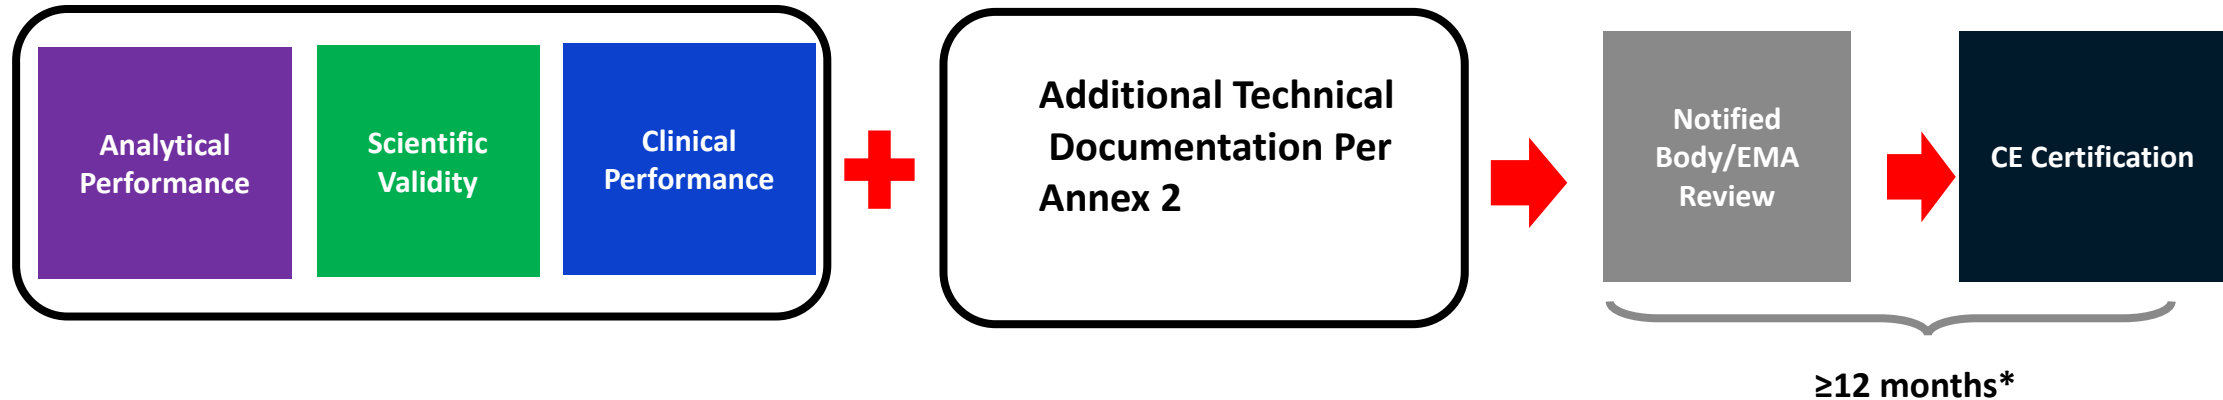 Analytical
Performance
Scientific
Validity
Clinical
Performance
Additional Technical
Documentation Per
Annex 2
Notified
Body/EMA
Review
CE Certification
≥12 months*